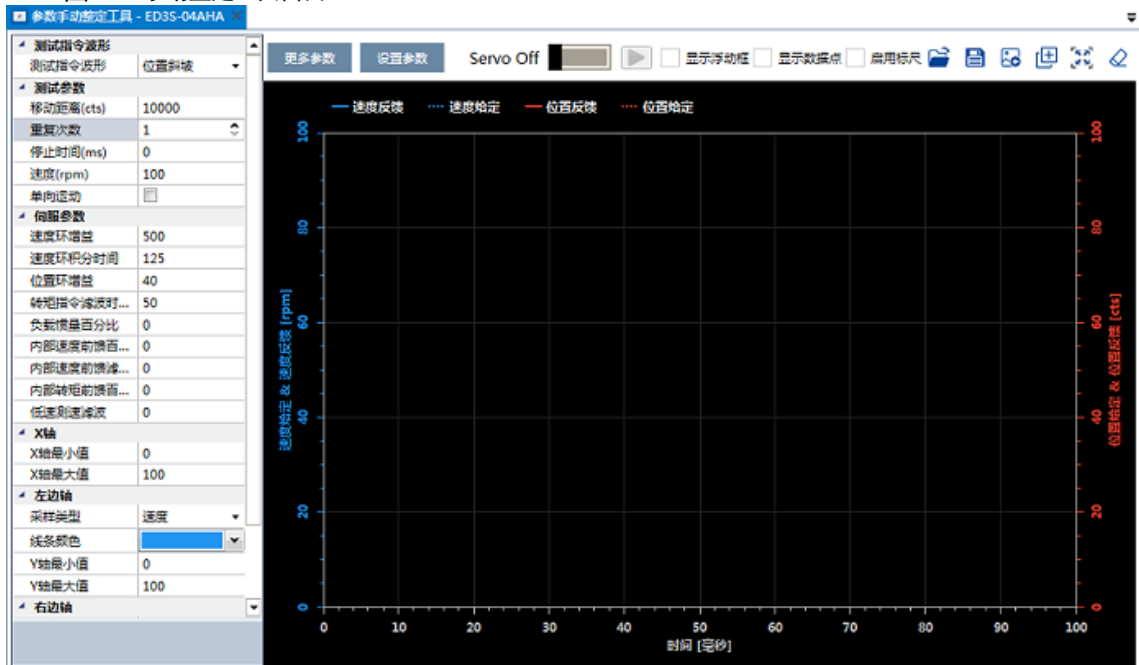 参数手动整定工具 - ED3S-04AHA ×
测试指令波形
测试指令波形 位置斜坡
测试参数
移动距离(cts) 10000
重复次数 1
停止时间(ms) 0
速度(rpm) 100
单向运动
伺服参数
速度环增益 500
速度环积分时间 125
位置环增益 40
转矩指令滤波时... 50
负载惯量百分比 0
内部速度前馈百... 0
内部速度前馈滤... 0
内部转矩前馈百... 0
低速测速滤波 0
X轴
X轴最小值 0
X轴最大值 100
左边轴
采样类型 速度
线条颜色
Y轴最小值 0
Y轴最大值 100
右边轴
更多参数 设置参数 Servo Off 显示浮动框 显示数据点 启用标尺
速度反馈 速度给定 位置反馈 位置给定
速度给定 & 速度反馈 [rpm]
100
80
60
40
20
0
位置给定 & 位置反馈 [cts]
100
80
60
40
20
0
0 10 20 30 40 50 60 70 80 90 100
时间 [毫秒]